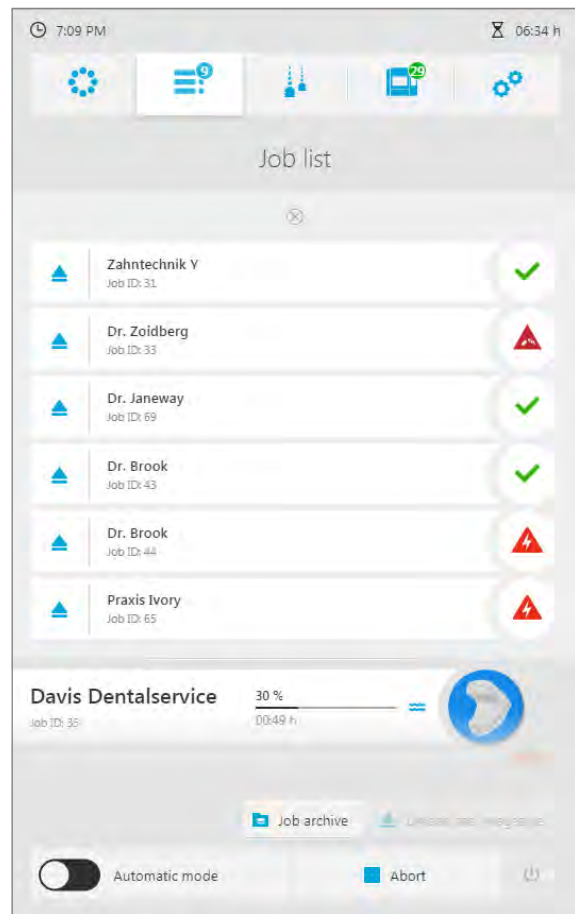 7:09 PM
06:34 h
9
29
Job list
Zahntechnik Y
Job ID: 31
Dr. Zoidberg
Job ID: 33
Dr. Janeway
Job ID: 69
Dr. Brook
Job ID: 43
Dr. Brook
Job ID: 44
Praxis Ivory
Job ID: 65
Davis Dentalservice
30 %
Job ID: 35
00:49 h
Job archive
Automatic mode
Abort